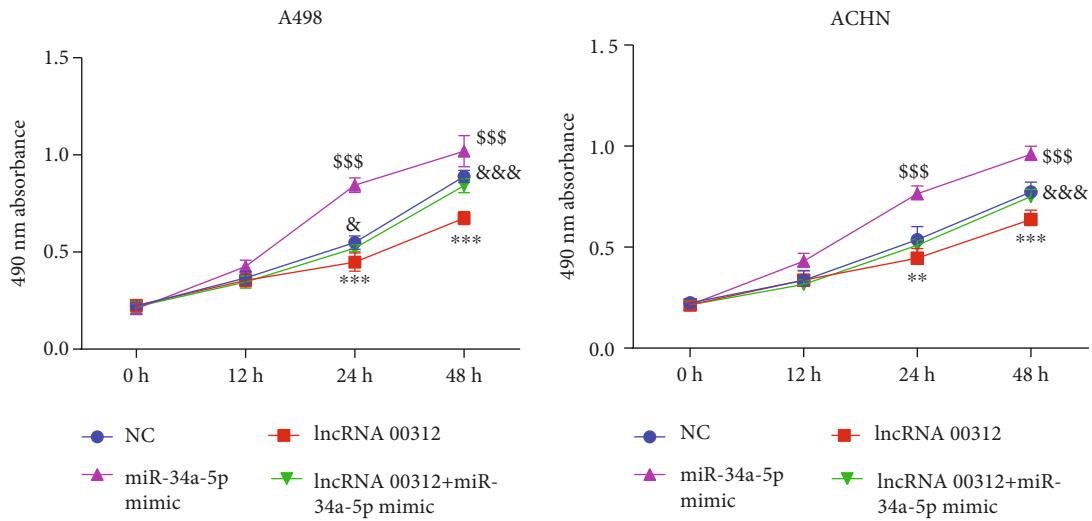 A498
1.5
1.0
0.5
0.0
490 nm absorbance
$$$
$$$
&&&
&
***
***
0 h
12 h
24 h
48 h
NC
lncRNA 00312
miR-34a-5p
mimic
lncRNA 00312+miR-
34a-5p mimic
ACHN
1.5
1.0
0.5
0.0
490 nm absorbance
$$$
$$$
&&&
***
**
0 h
12 h
24 h
48 h
NC
lncRNA 00312
miR-34a-5p
mimic
lncRNA 00312+miR-
34a-5p mimic